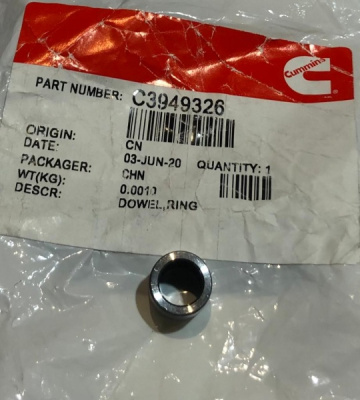 Cummins
PART NUMBER: C3949326
ORIGIN: CN
DATE: 03-JUN-20 QUANTITY: 1
PACKAGER: CHN
WT(KG): 0.0010
DESCR: DOWEL,RING